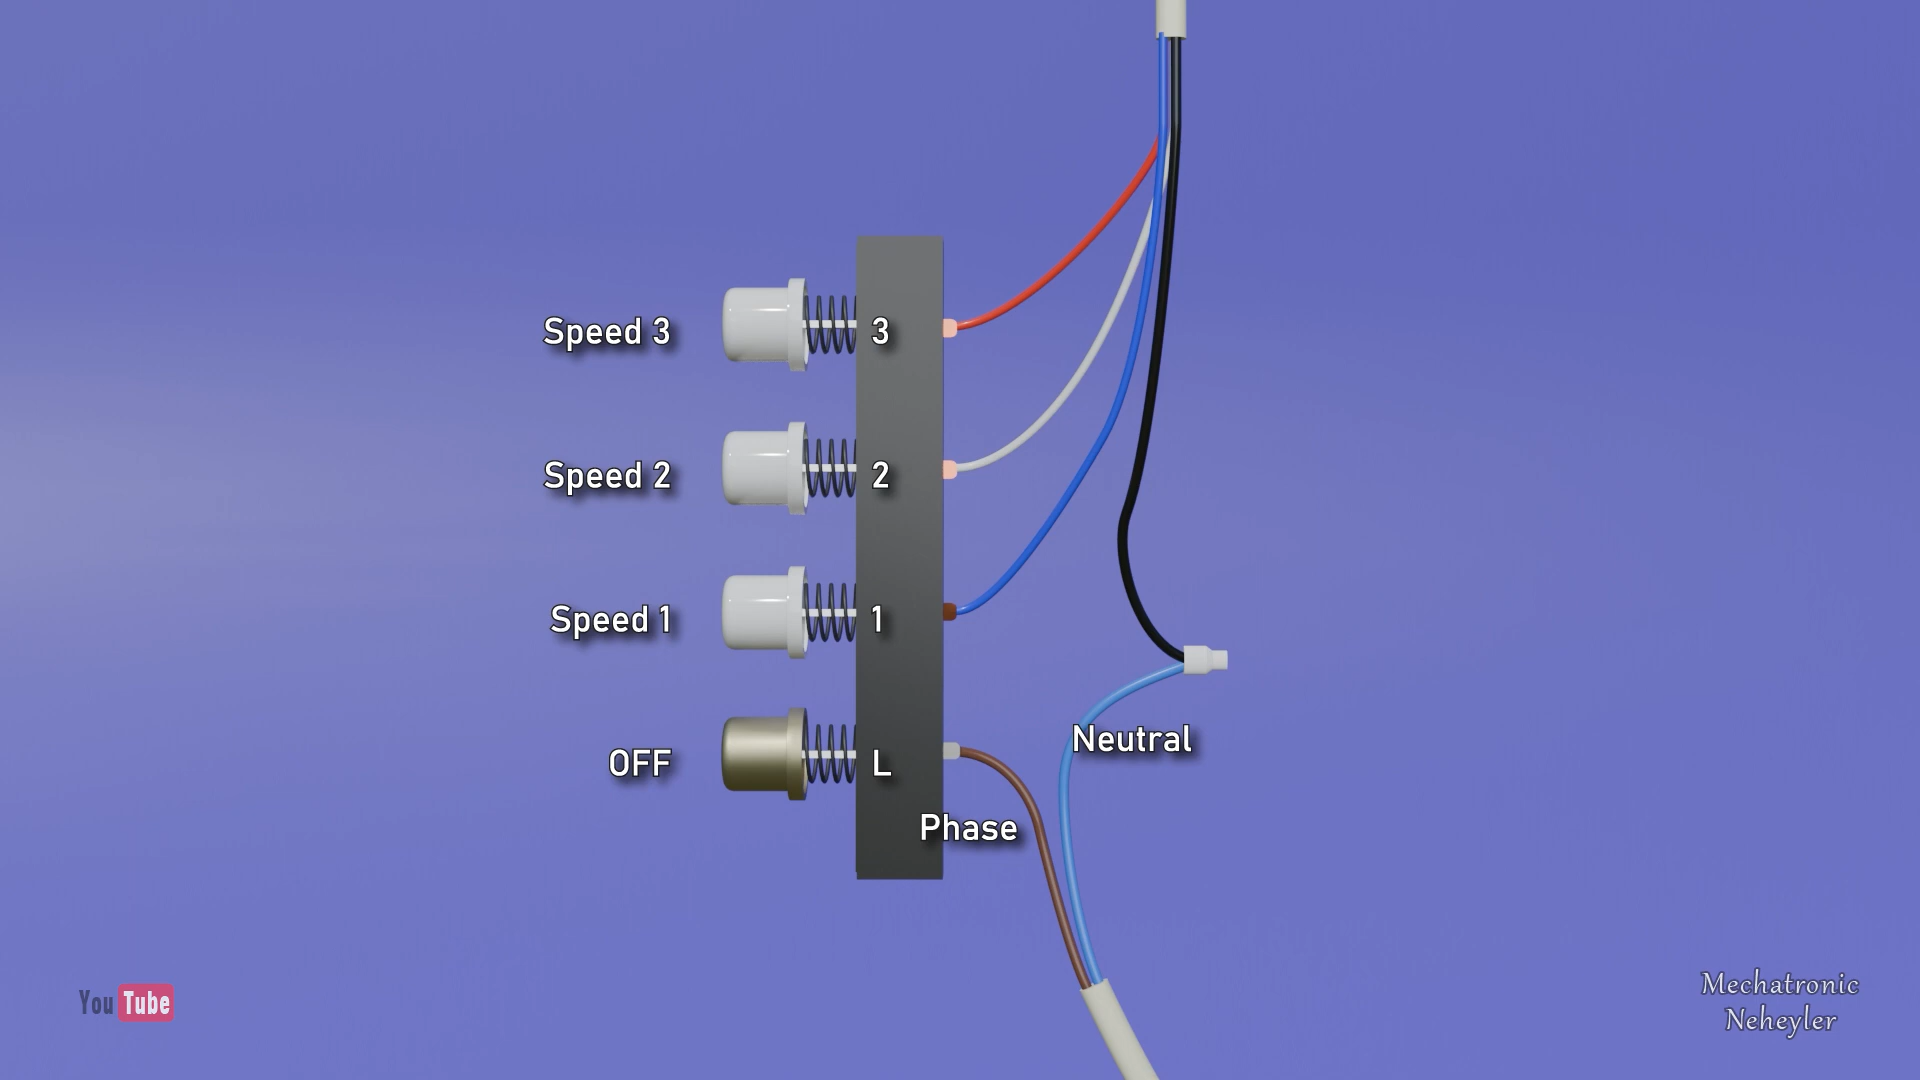 Speed 3
3
Speed 2
2
Speed 1
1
OFF
L
Neutral
Phase
YouTube
Mechatronic
Neheyler